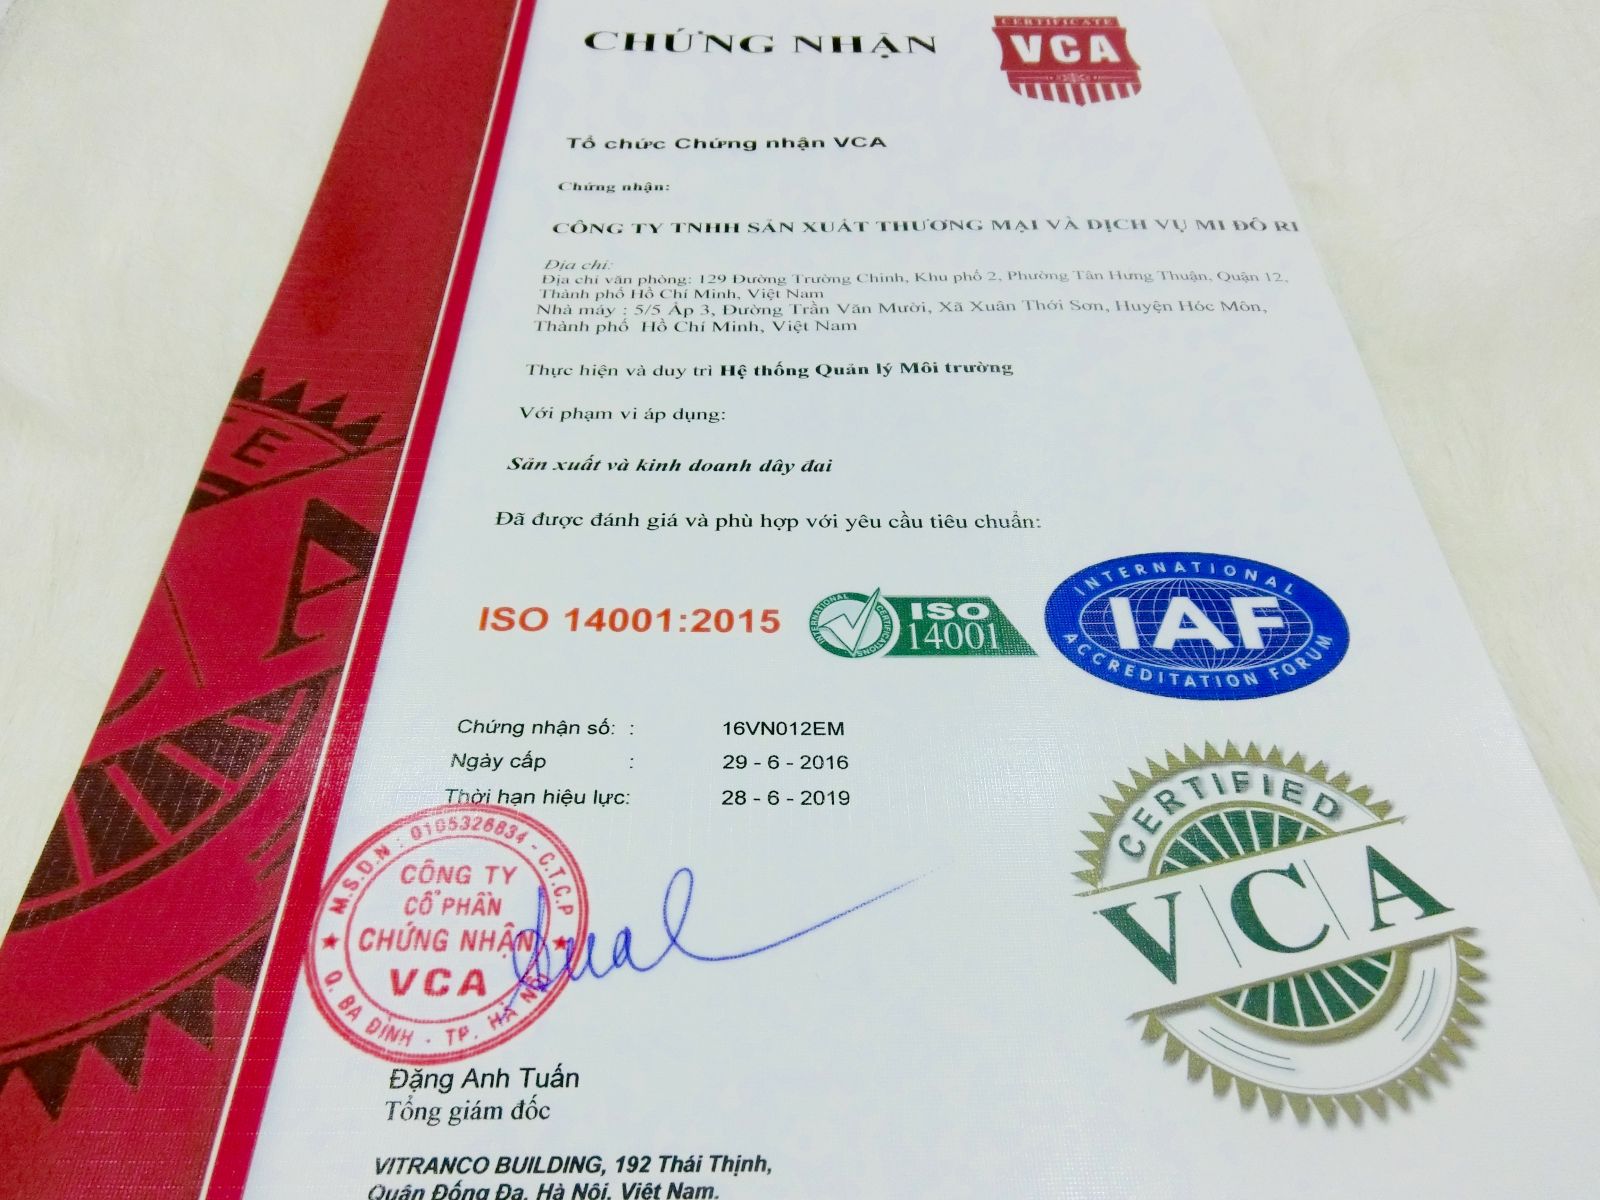 CHỨNG NHẬN
CERTIFICATE
VCA
Tổ chức Chứng nhận VCA
Chứng nhận:
CÔNG TY TNHH SẢN XUẤT THƯƠNG MẠI VÀ DỊCH VỤ MI ĐÔ RI
Địa chỉ:
Địa chỉ văn phòng: 129 Đường Trường Chinh, Khu phố 2, Phường Tân Hưng Thuận, Quận 12,
Thành phố Hồ Chí Minh, Việt Nam
Nhà máy : 5/5 Ấp 3, Đường Trần Văn Mười, Xã Xuân Thới Sơn, Huyện Hóc Môn,
Thành phố Hồ Chí Minh, Việt Nam
Thực hiện và duy trì Hệ thống Quản lý Môi trường
Với phạm vi áp dụng:
Sản xuất và kinh doanh dây đai
Đã được đánh giá và phù hợp với yêu cầu tiêu chuẩn:
ISO 14001:2015
INTERNATIONAL CERTIFICATIONS
ISO
14001
INTERNATIONAL
IAF
ACCREDITATION FORUM
Chứng nhận số: : 16VN012EM
Ngày cấp : 29 - 6 - 2016
Thời hạn hiệu lực: 28 - 6 - 2019
CERTIFIED
VCA
M.S.D.N : 0105326834 - C.T.C.P
CÔNG TY
CỔ PHẦN
CHỨNG NHẬN
VCA
Q. BA ĐÌNH - TP. HÀ NỘI
Đặng Anh Tuấn
Tổng giám đốc
VITRANCO BUILDING, 192 Thái Thịnh,
Quận Đống Đa, Hà Nội, Việt Nam.